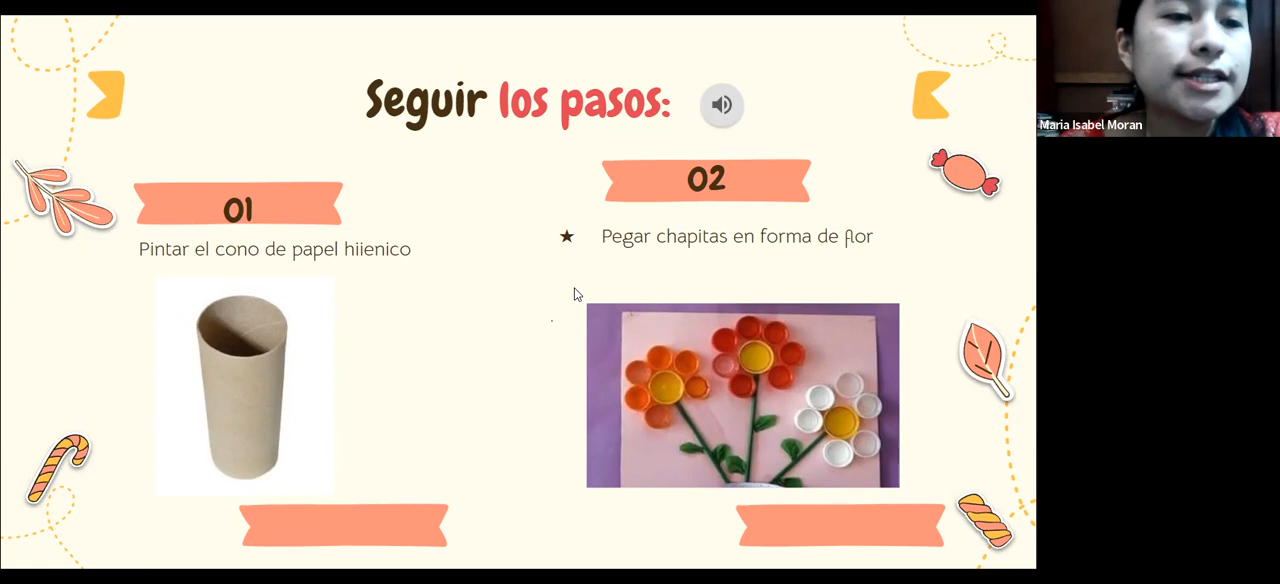 Seguir los pasos:
01
Pintar el cono de papel hiienico
02
★ Pegar chapitas en forma de flor
Maria Isabel Moran